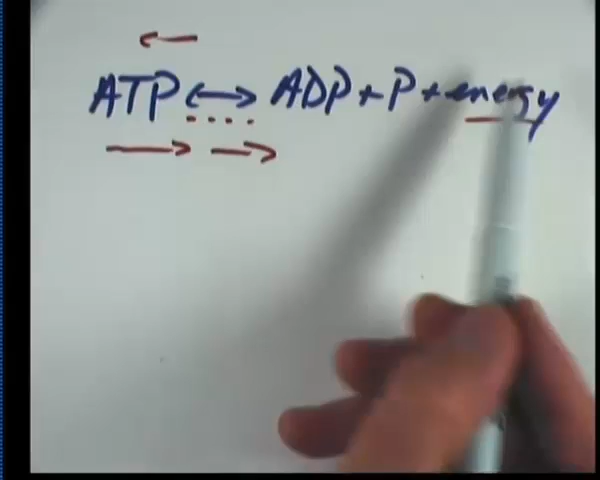 ATP ↔ ADP + P + energy